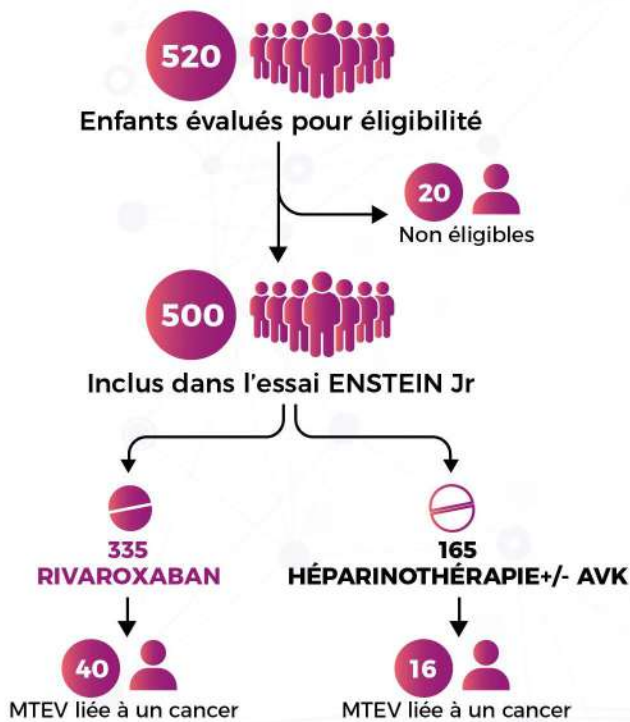 520
Enfants évalués pour éligibilité
20
Non éligibles
500
Inclus dans l'essai ENSTEIN Jr
335
RIVAROXABAN
165
HÉPARINOTHÉRAPIE+/- AVK
40
MTEV liée à un cancer
16
MTEV liée à un cancer